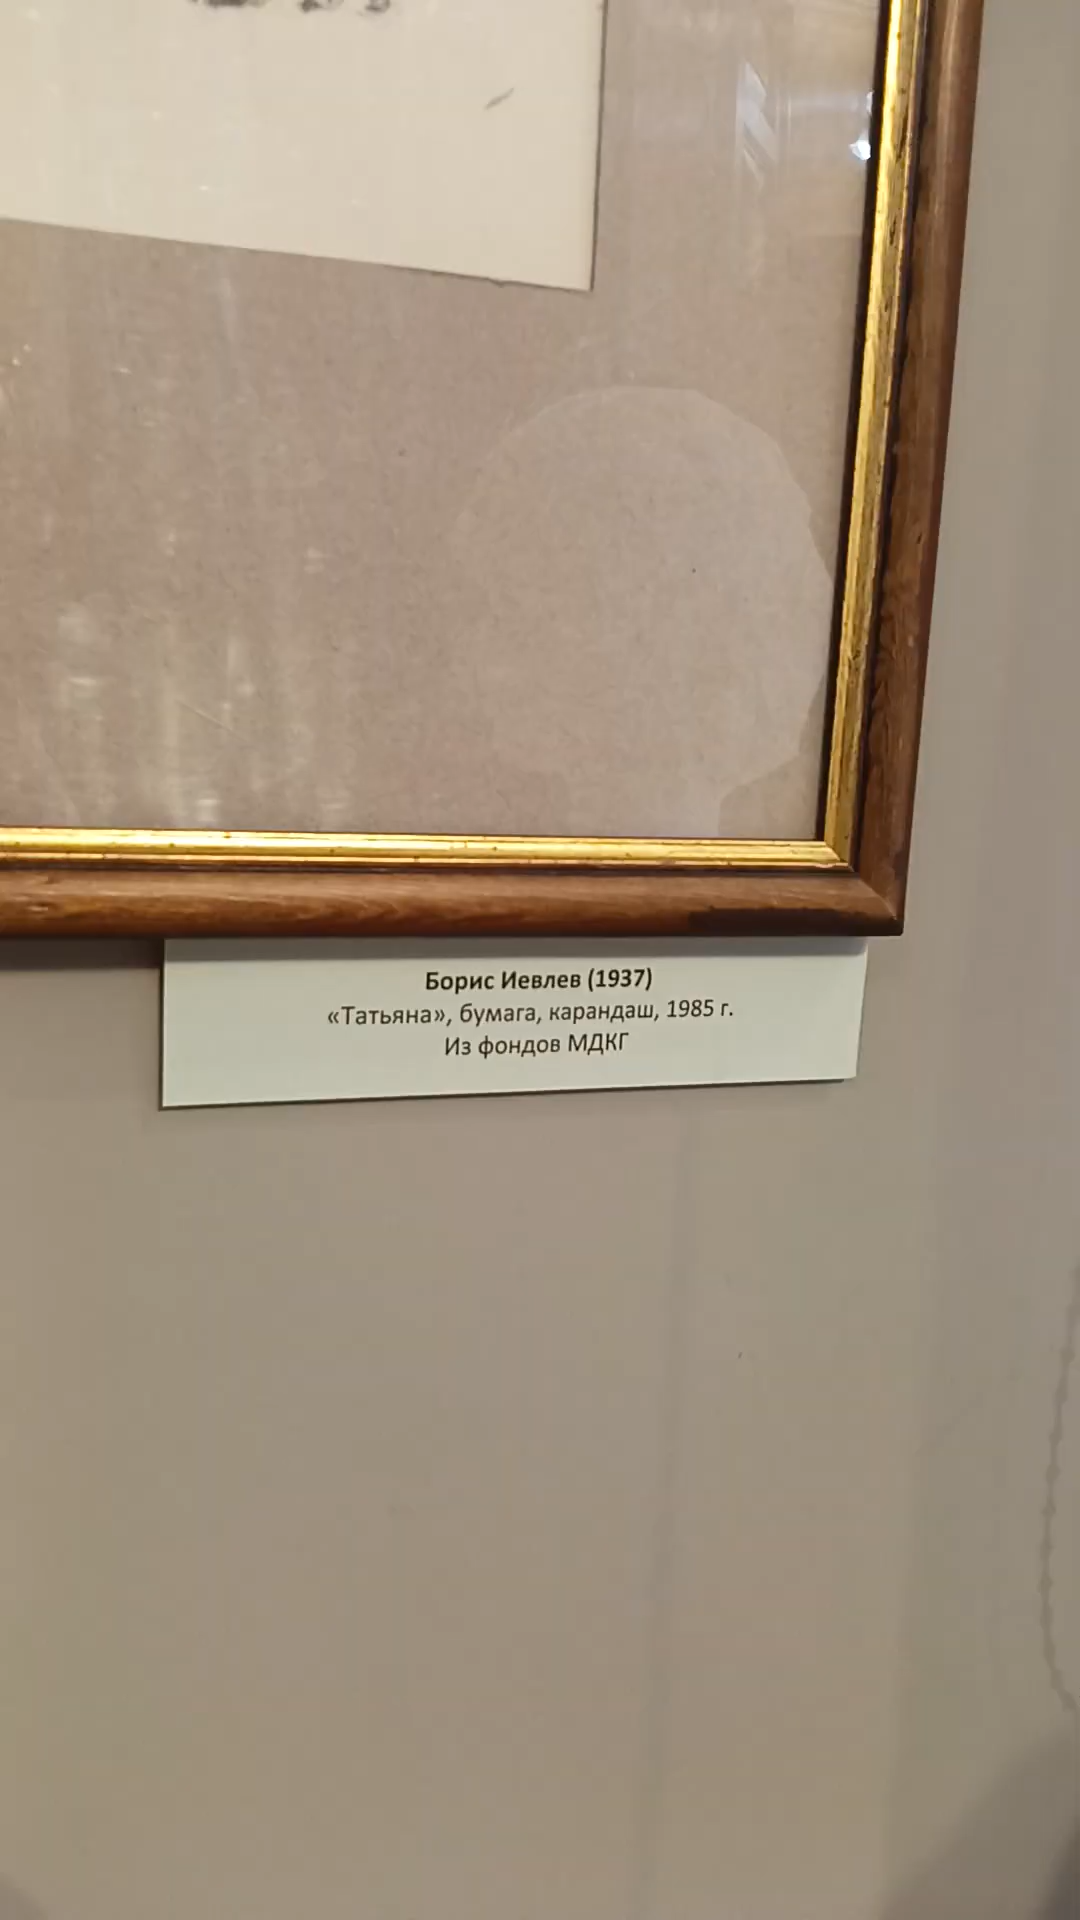 Борис Иевлев (1937)
«Татьяна», бумага, карандаш, 1985 г.
Из фондов МДКГ